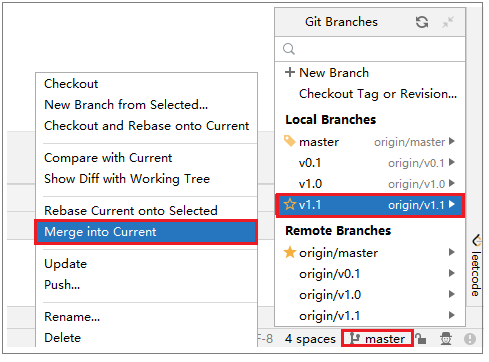 Git Branches
New Branch
Checkout Tag or Revision...
Local Branches
master origin/master
v0.1 origin/v0.1
v1.0 origin/v1.0
v1.1 origin/v1.1
Remote Branches
origin/master
origin/v0.1
origin/v1.0
origin/v1.1
Checkout
New Branch from Selected...
Checkout and Rebase onto Current
Compare with Current
Show Diff with Working Tree
Rebase Current onto Selected
Merge into Current
Update
Push...
Rename...
Delete
F-8 4 spaces master
leetcode